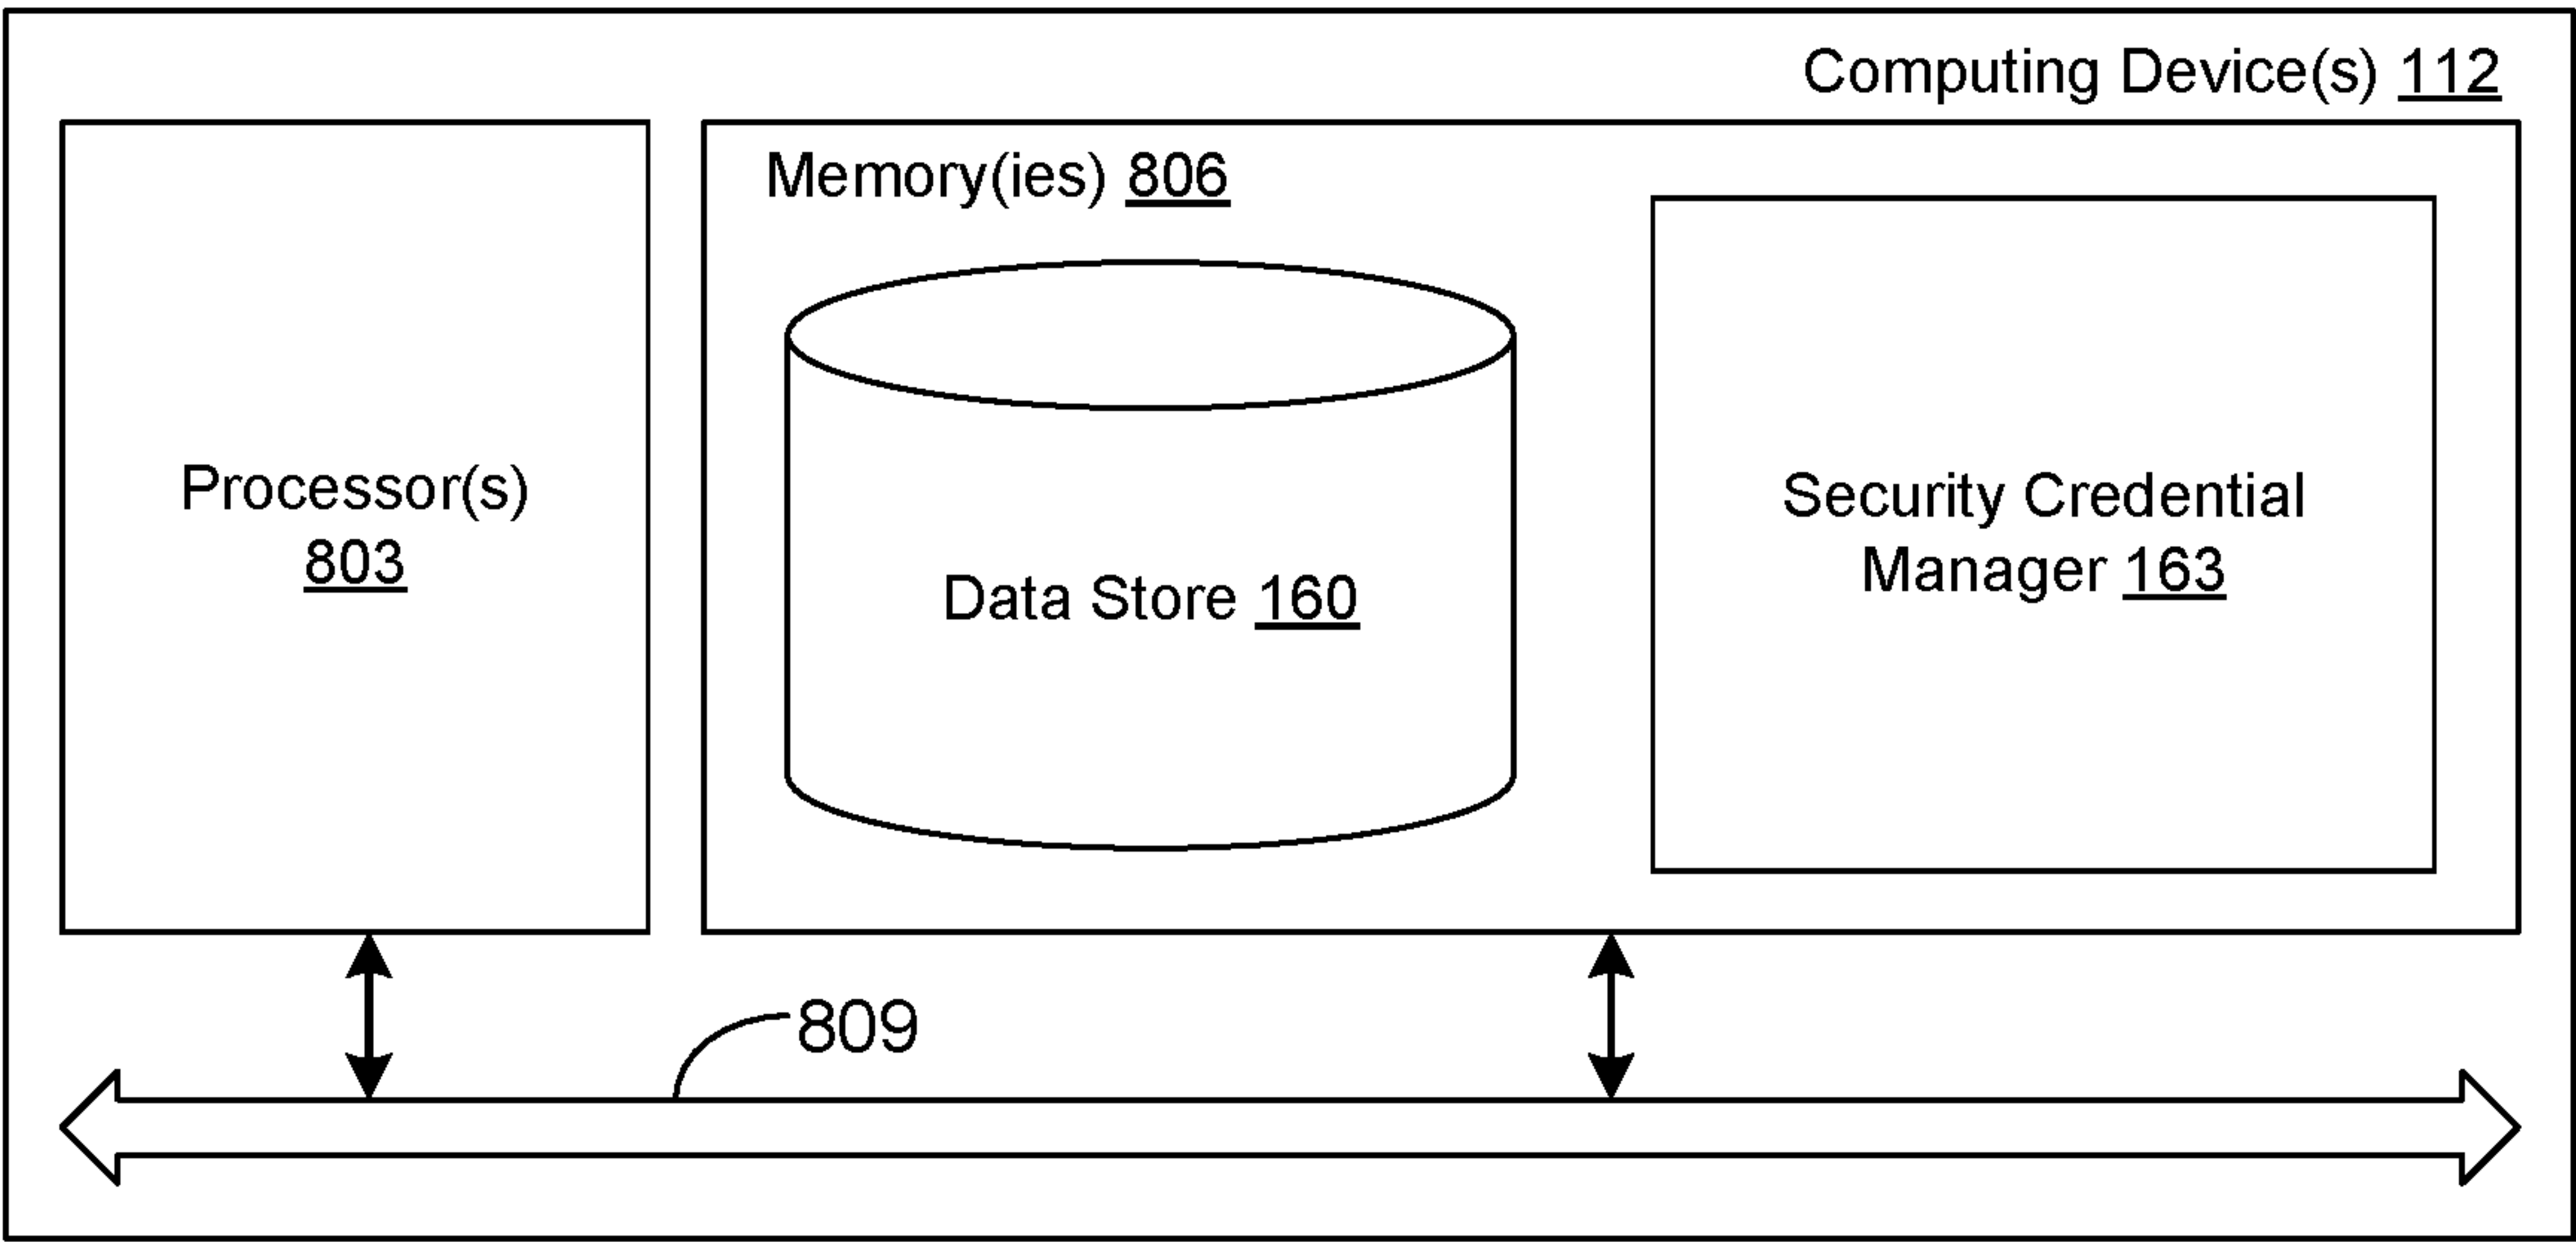 Computing Device(s) 112
Memory(ies) 806
Processor(s)
803
Data Store 160
Security Credential
Manager 163
809